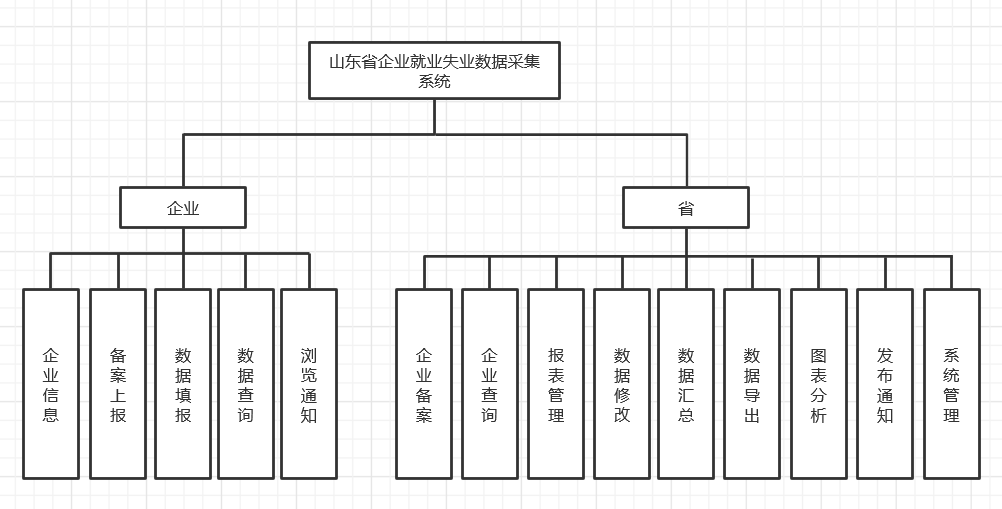 山东省企业就业失业数据采集
系统
企业
省
企业信息
备案上报
数据填报
数据查询
浏览通知
企业备案
企业查询
报表管理
数据修改
数据汇总
数据导出
图表分析
发布通知
系统管理